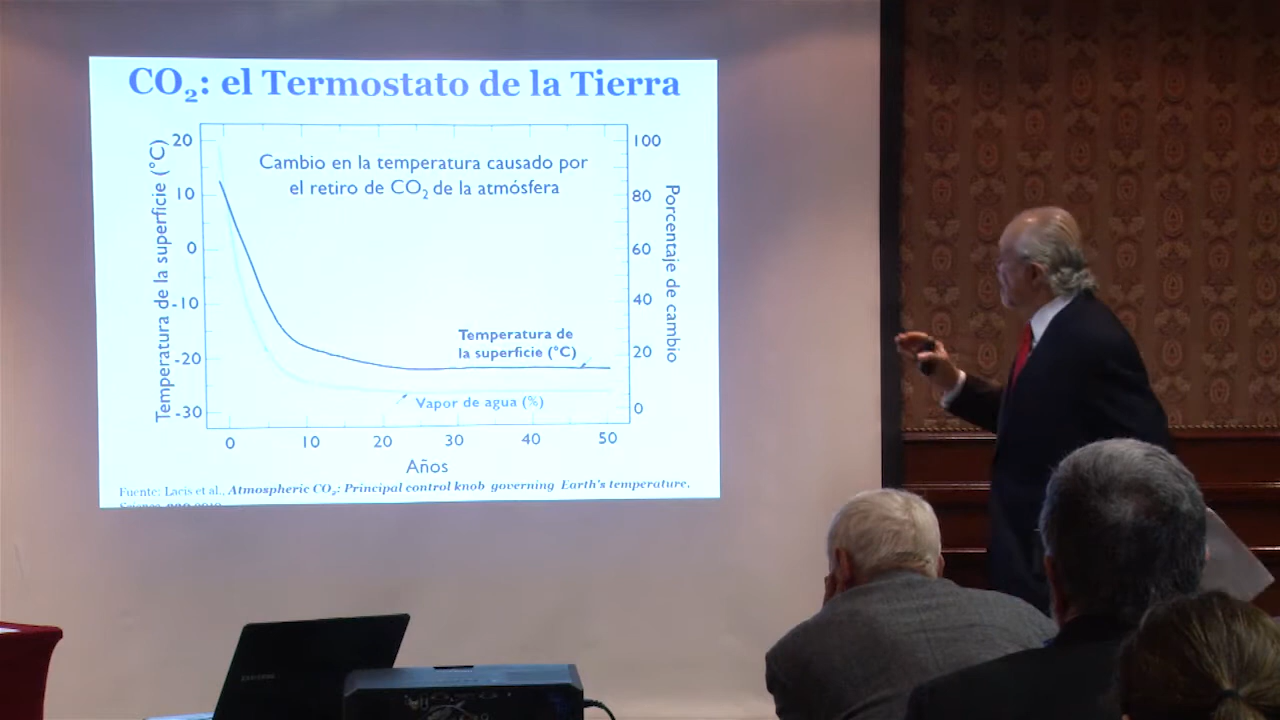 CO₂: el Termostato de la Tierra
Cambio en la temperatura causado por
el retiro de CO₂ de la atmósfera
Temperatura de la superficie (°C)
20
10
0
-10
-20
-30
100
80
60
40
20
0
Porcentaje de cambio
Temperatura de
la superficie (°C)
Vapor de agua (%)
0 10 20 30 40 50
Años
Fuente: Lacis et al., Atmospheric CO₂: Principal control knob governing Earth's temperature,